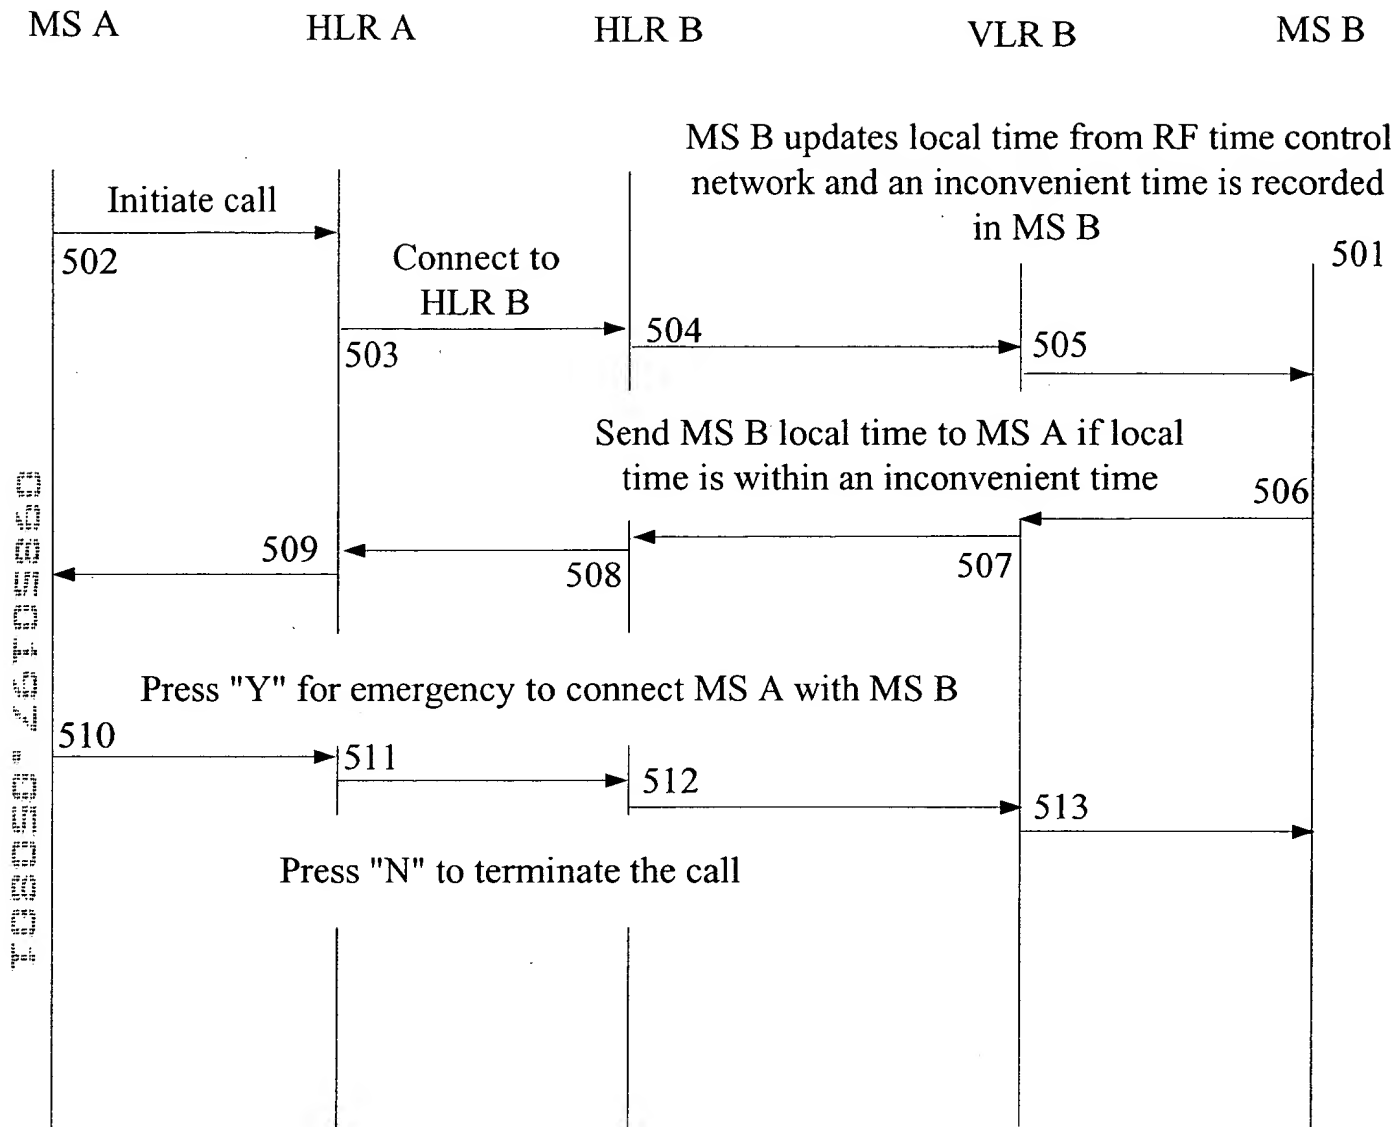 MS A HLR A HLR B VLR B MS B
MS B updates local time from RF time control
network and an inconvenient time is recorded
in MS B
501
Initiate call
502
Connect to
HLR B
503
504
505
Send MS B local time to MS A if local
time is within an inconvenient time
506
507
508
509
Press "Y" for emergency to connect MS A with MS B
510
511
512
513
Press "N" to terminate the call